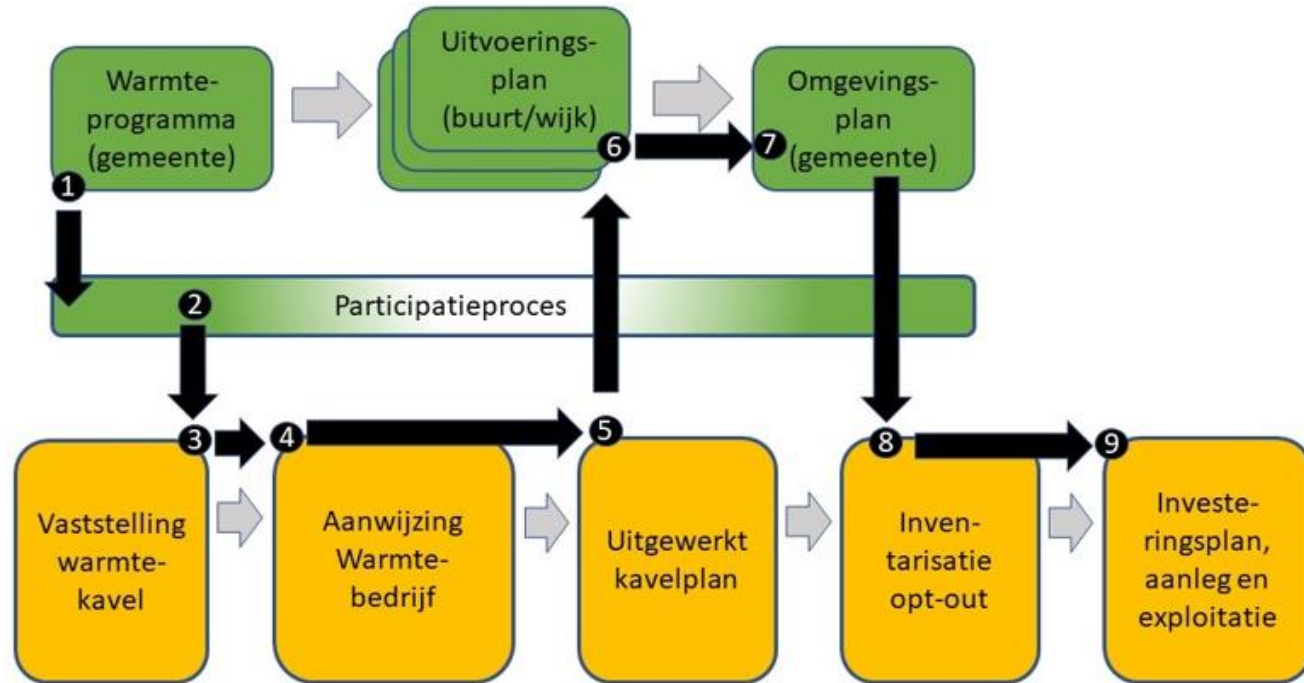 Warmte-
programma
(gemeente)
1
Uitvoerings-
plan
(buurt/wijk)
6
Omgevings-
plan
(gemeente)
7
2
Participatieproces
3
Vaststelling
warmte-
kavel
4
Aanwijzing
Warmte-
bedrijf
5
Uitgewerkt
kavelplan
8
Inven-
tarisatie
opt-out
9
Investe-
ringsplan,
aanleg en
exploitatie